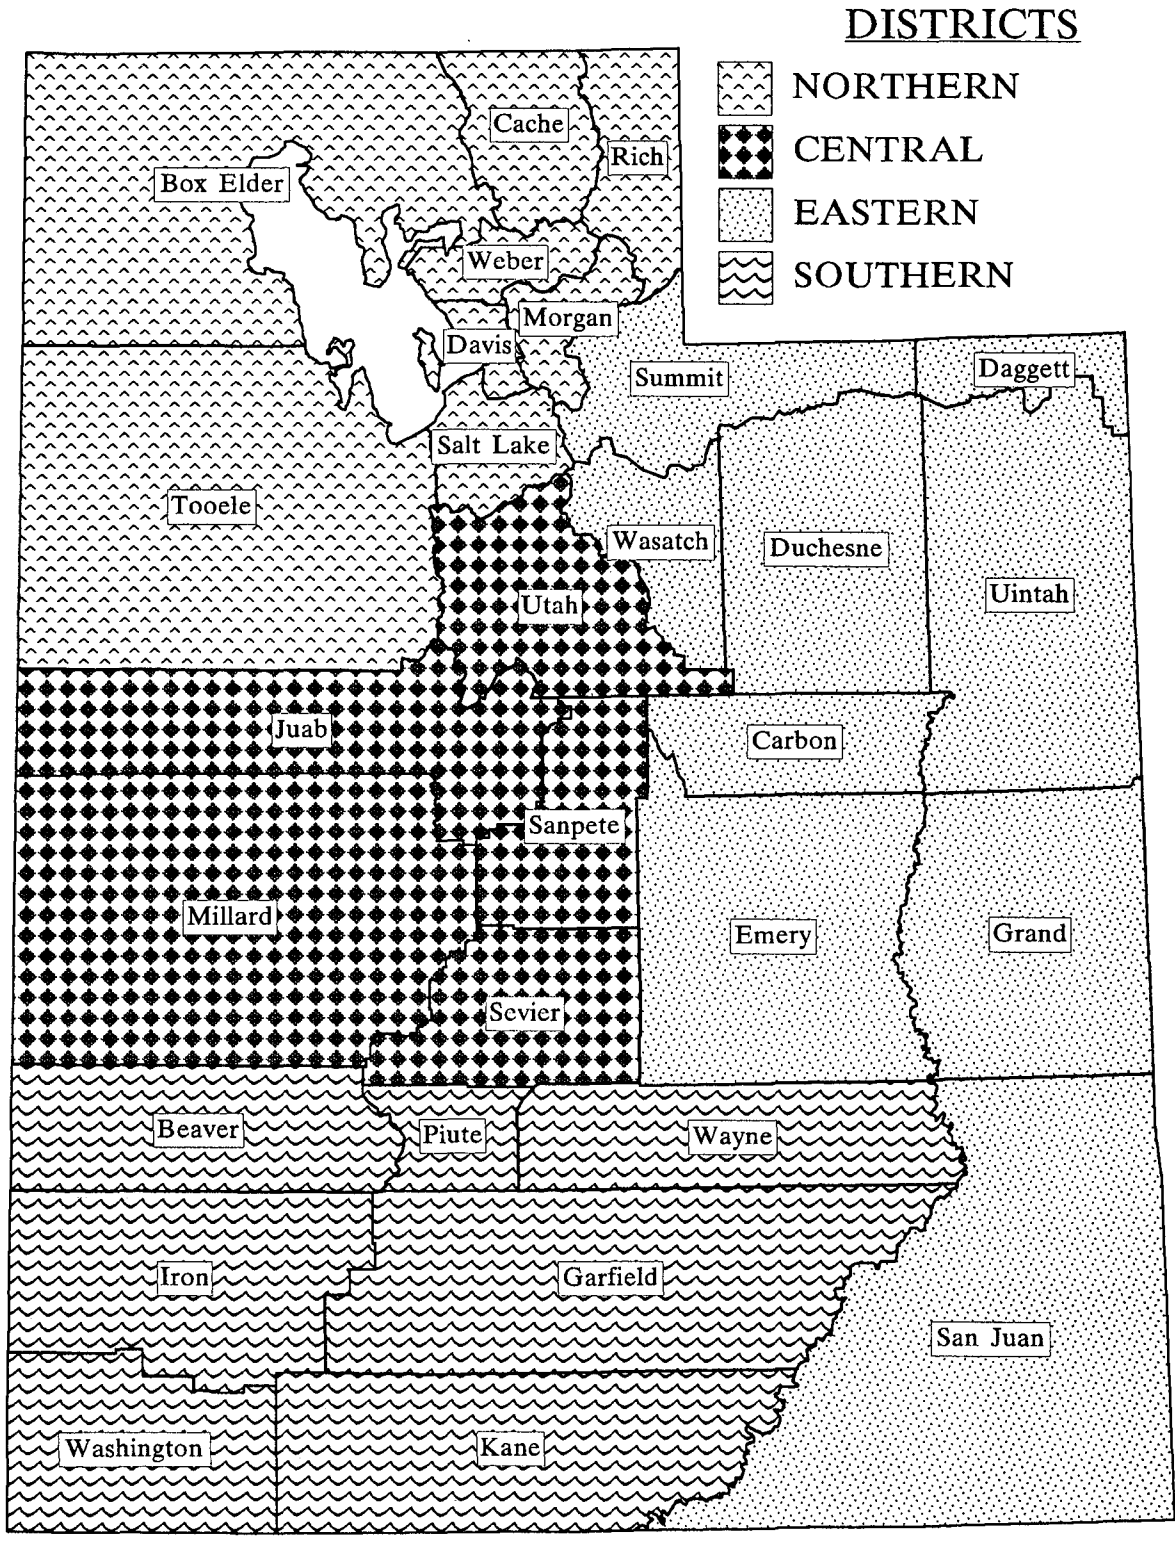 DISTRICTS
NORTHERN
CENTRAL
EASTERN
SOUTHERN
Cache
Rich
Box Elder
Weber
Morgan
Davis
Summit
Daggett
Salt Lake
Tooele
Wasatch
Duchesne
Utah
Uintah
Juab
Carbon
Sanpete
Millard
Emery
Grand
Sevier
Beaver
Piute
Wayne
Iron
Garfield
San Juan
Washington
Kane